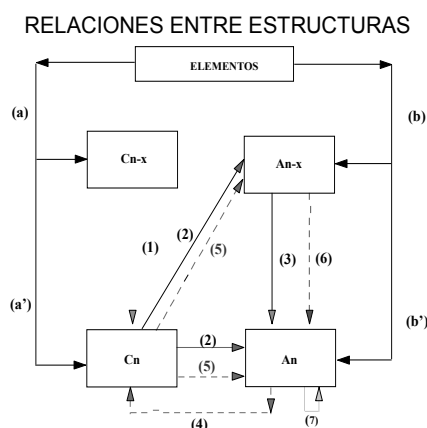 RELACIONES ENTRE ESTRUCTURAS
ELEMENTOS
(a)
(b)
Cn-x
An-x
(1)
(2)
(5)
(3)
(6)
(a')
(b')
Cn
(2)
An
(5)
(4)
(7)